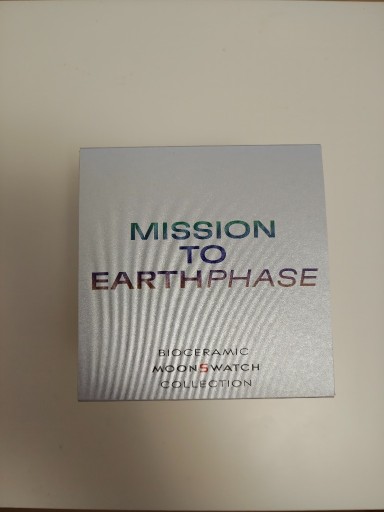 MISSION
TO
EARTHPHASE
BIOCERAMIC
MOONSWATCH
COLLECTION